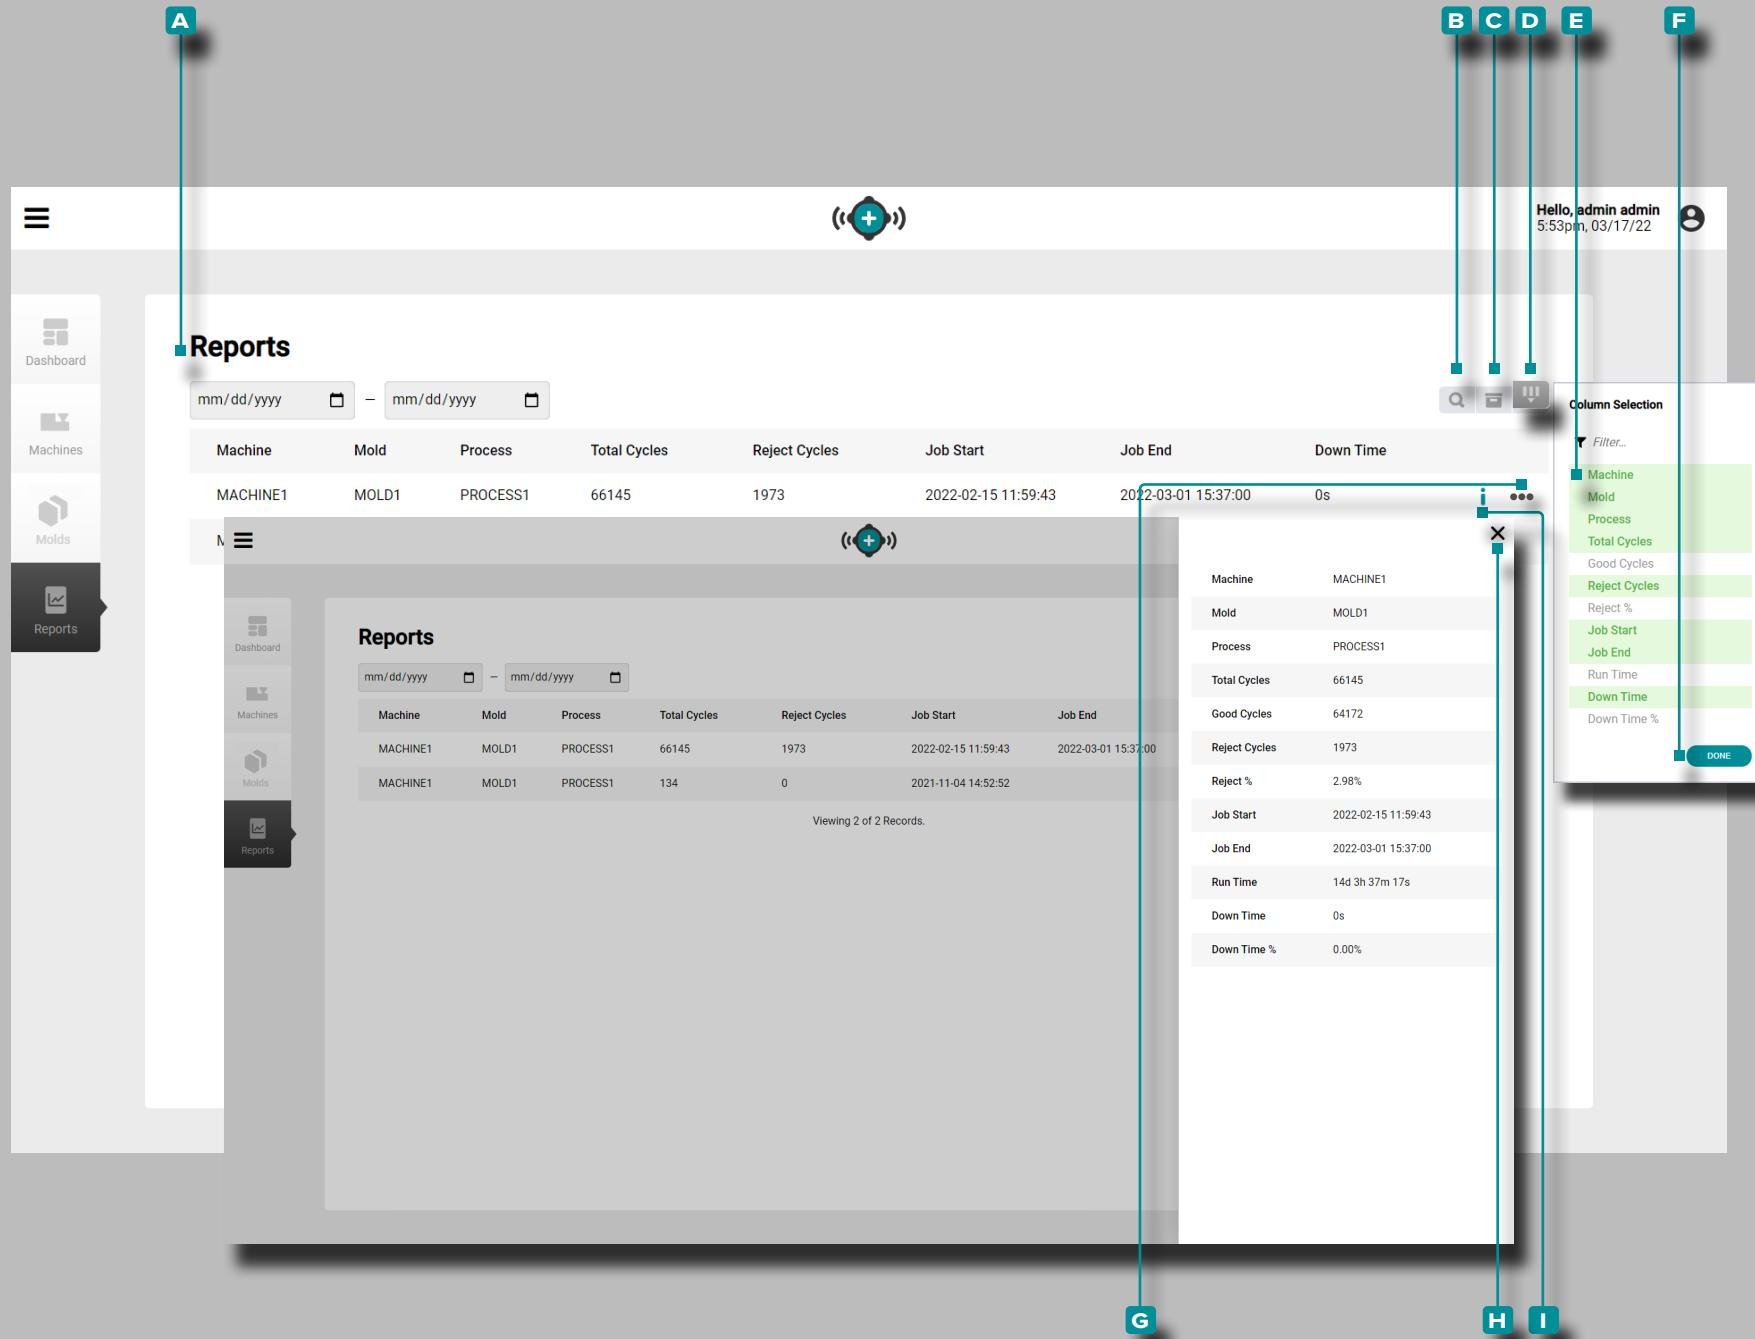 A B C D E F
Hello, admin admin
5:53pm, 03/17/22
Dashboard
Machines
Molds
Reports
Reports
mm/dd/yyyy – mm/dd/yyyy
Machine Mold Process Total Cycles Reject Cycles Job Start Job End Down Time
MACHINE1 MOLD1 PROCESS1 66145 1973 2022-02-15 11:59:43 2022-03-01 15:37:00 0s
Column Selection
Filter...
Machine
Mold
Process
Total Cycles
Good Cycles
Reject Cycles
Reject %
Job Start
Job End
Run Time
Down Time
Down Time %
DONE
Dashboard
Machines
Molds
Reports
Reports
mm/dd/yyyy – mm/dd/yyyy
Machine Mold Process Total Cycles Reject Cycles Job Start Job End
MACHINE1 MOLD1 PROCESS1 66145 1973 2022-02-15 11:59:43 2022-03-01 15:37:00
MACHINE1 MOLD1 PROCESS1 134 0 2021-11-04 14:52:52
Viewing 2 of 2 Records.
Machine MACHINE1
Mold MOLD1
Process PROCESS1
Total Cycles 66145
Good Cycles 64172
Reject Cycles 1973
Reject % 2.98%
Job Start 2022-02-15 11:59:43
Job End 2022-03-01 15:37:00
Run Time 14d 3h 37m 17s
Down Time 0s
Down Time % 0.00%
G H I